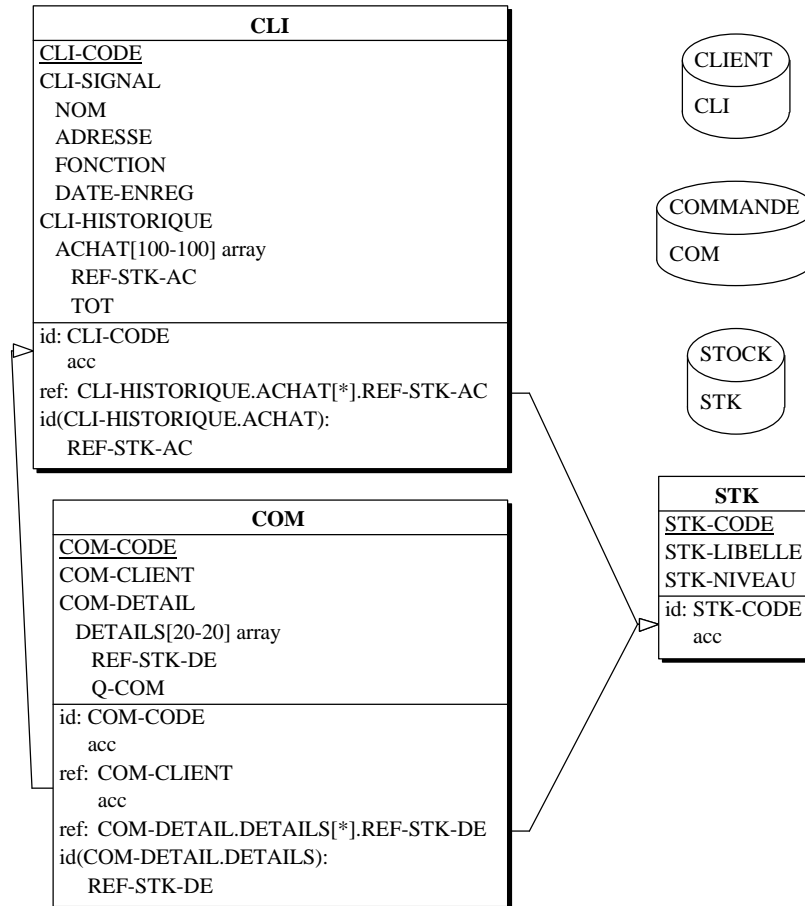 CLI
CLI-CODE
CLI-SIGNAL
NOM
ADRESSE
FONCTION
DATE-ENREG
CLI-HISTORIQUE
ACHAT[100-100] array
REF-STK-AC
TOT
id: CLI-CODE
acc
ref: CLI-HISTORIQUE.ACHAT[*].REF-STK-AC
id(CLI-HISTORIQUE.ACHAT):
REF-STK-AC
COM
COM-CODE
COM-CLIENT
COM-DETAIL
DETAILS[20-20] array
REF-STK-DE
Q-COM
id: COM-CODE
acc
ref: COM-CLIENT
acc
ref: COM-DETAIL.DETAILS[*].REF-STK-DE
id(COM-DETAIL.DETAILS):
REF-STK-DE
CLIENT
CLI
COMMANDE
COM
STOCK
STK
STK
STK-CODE
STK-LIBELLE
STK-NIVEAU
id: STK-CODE
acc